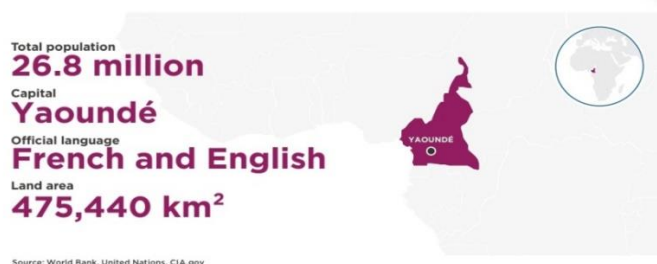 Total population
26.8 million
Capital
Yaoundé
Official language
French and English
Land area
475,440 km²
YAOUNDÉ
Source: World Bank, United Nations, CIA.gov